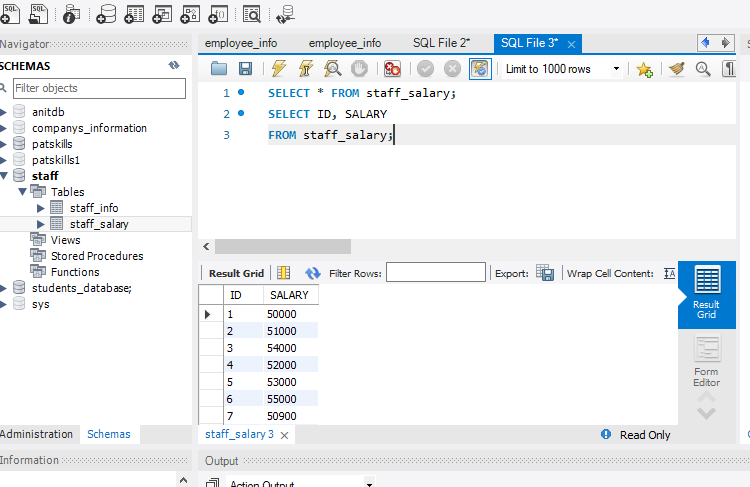 SQL SQL
Navigator
employee_info employee_info SQL File 2* SQL File 3* ×
SCHEMAS
Limit to 1000 rows
Filter objects
1 SELECT * FROM staff_salary;
anitdb
2 SELECT ID, SALARY
companys_information
3 FROM staff_salary;
patskills
patskills1
staff
Tables
staff_info
staff_salary
Views
Stored Procedures
Functions
students_database;
sys
Result Grid Filter Rows: Export: Wrap Cell Content: IA
Result
Grid
Form
Editor
ID SALARY
1 50000
2 51000
3 54000
4 52000
5 53000
6 55000
7 50900
Administration Schemas
staff_salary 3 × Read Only
Information
Output
Action Output